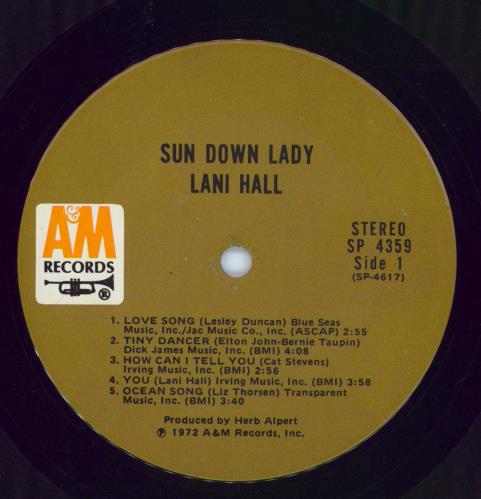 SUN DOWN LADY
LANI HALL
A&M
RECORDS
®
STEREO
SP 4359
Side 1
(SP-4617)
1. LOVE SONG (Lesley Duncan) Blue Seas
Music, Inc./Jac Music Co., Inc. (ASCAP) 2:55
2. TINY DANCER (Elton John-Bernie Taupin)
Dick James Music, Inc. (BMI) 4:08
3. HOW CAN I TELL YOU (Cat Stevens)
Irving Music, Inc. (BMI) 2:56
4. YOU (Lani Hall) Irving Music, Inc. (BMI) 3:58
5. OCEAN SONG (Liz Thorsen) Transparent
Music, Inc. (BMI) 3:40
Produced by Herb Alpert
℗ 1972 A&M Records, Inc.